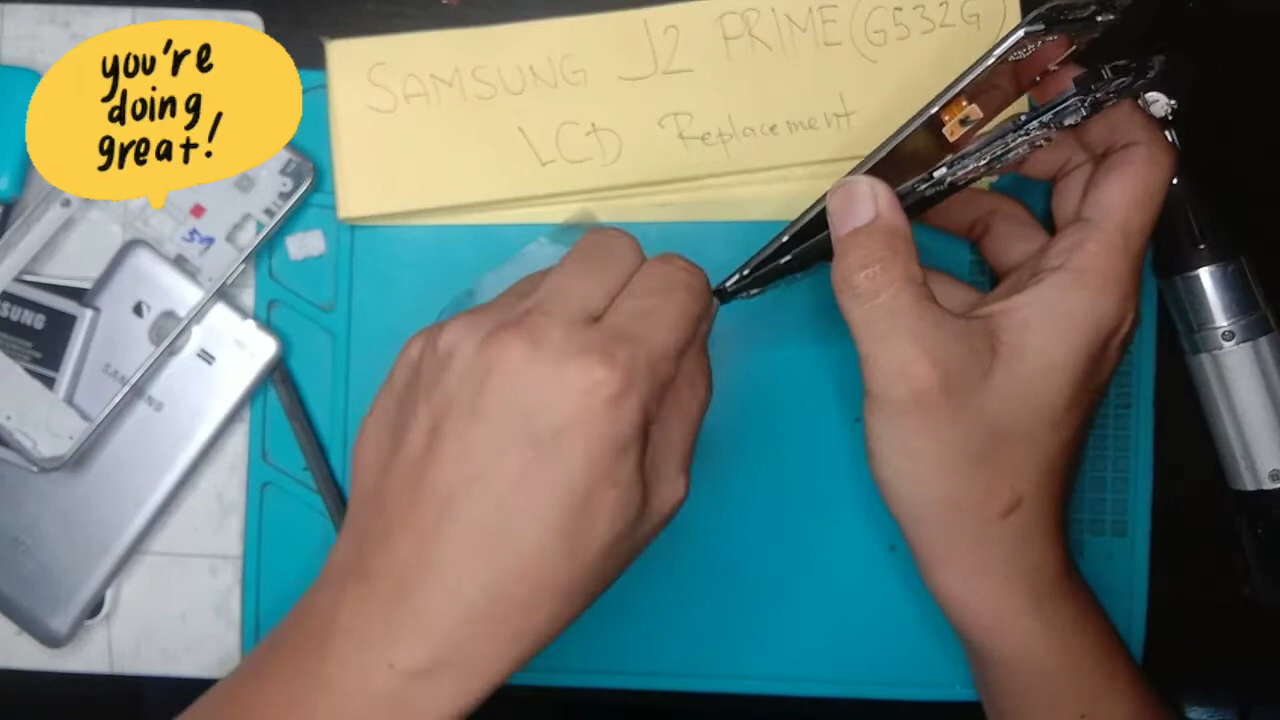 you're
doing
great!
SAMSUNG J2 PRIME (G532G)
LCD Replacement
SUNG
SAMSUNG